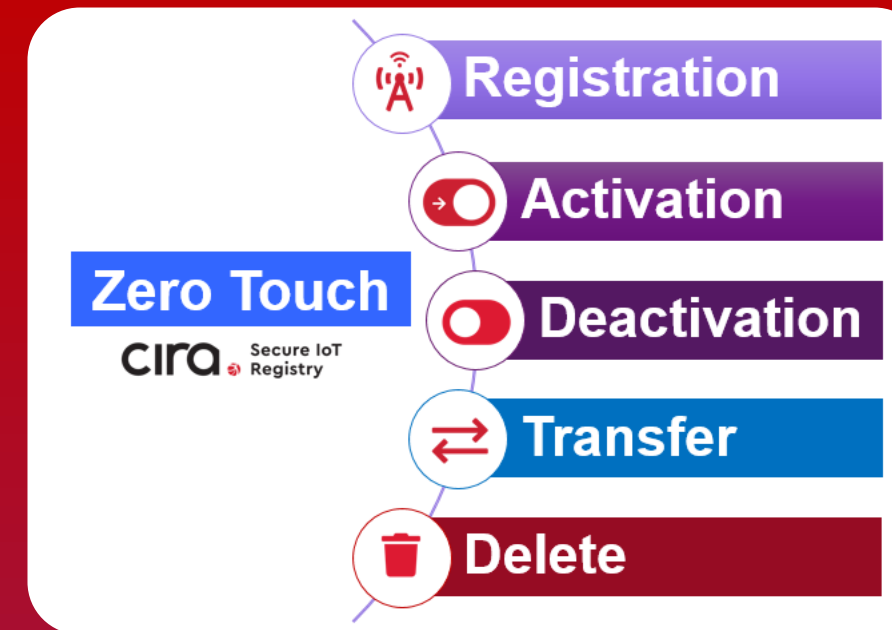 Registration
Activation
Zero Touch
cira Secure IoT
Registry
Deactivation
Transfer
Delete